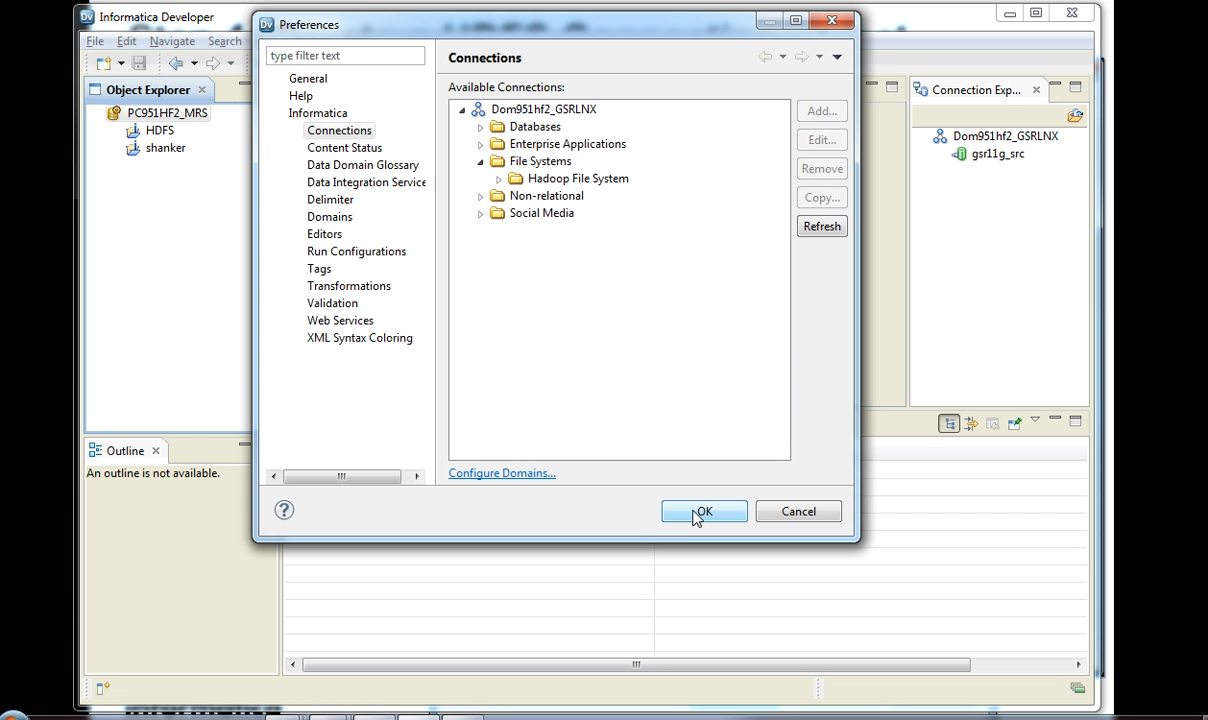 Informatica Developer
File Edit Navigate Search
Object Explorer
PC951HF2_MRS
HDFS
shanker
Outline
An outline is not available.
Preferences
type filter text
General
Help
Informatica
Connections
Content Status
Data Domain Glossary
Data Integration Service
Delimiter
Domains
Editors
Run Configurations
Tags
Transformations
Validation
Web Services
XML Syntax Coloring
Connections
Available Connections:
Dom951hf2_GSRLNX
Databases
Enterprise Applications
File Systems
Hadoop File System
Non-relational
Social Media
Add...
Edit...
Remove
Copy...
Refresh
Configure Domains...
OK
Cancel
Connection Exp...
Dom951hf2_GSRLNX
gsr11g_src